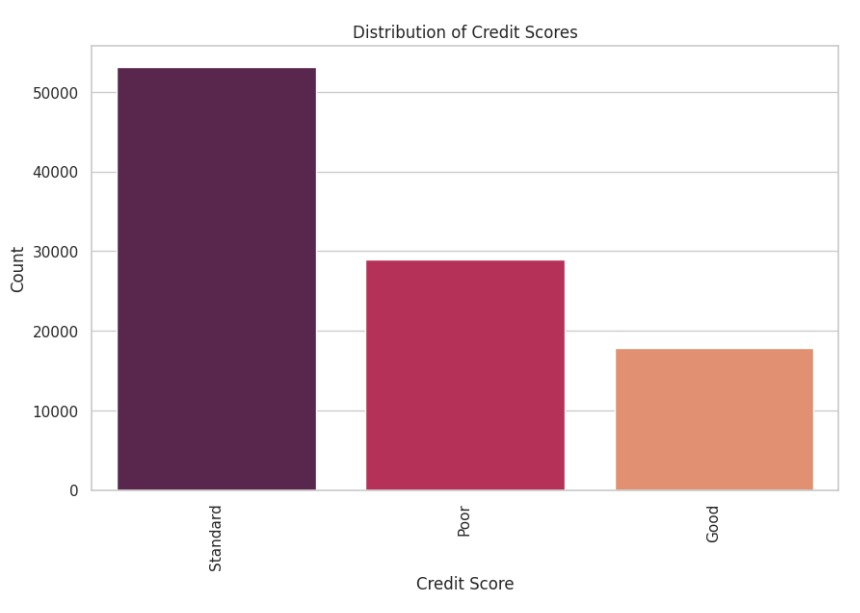 Distribution of Credit Scores
Count
50000
40000
30000
20000
10000
0
Standard
Poor
Good
Credit Score